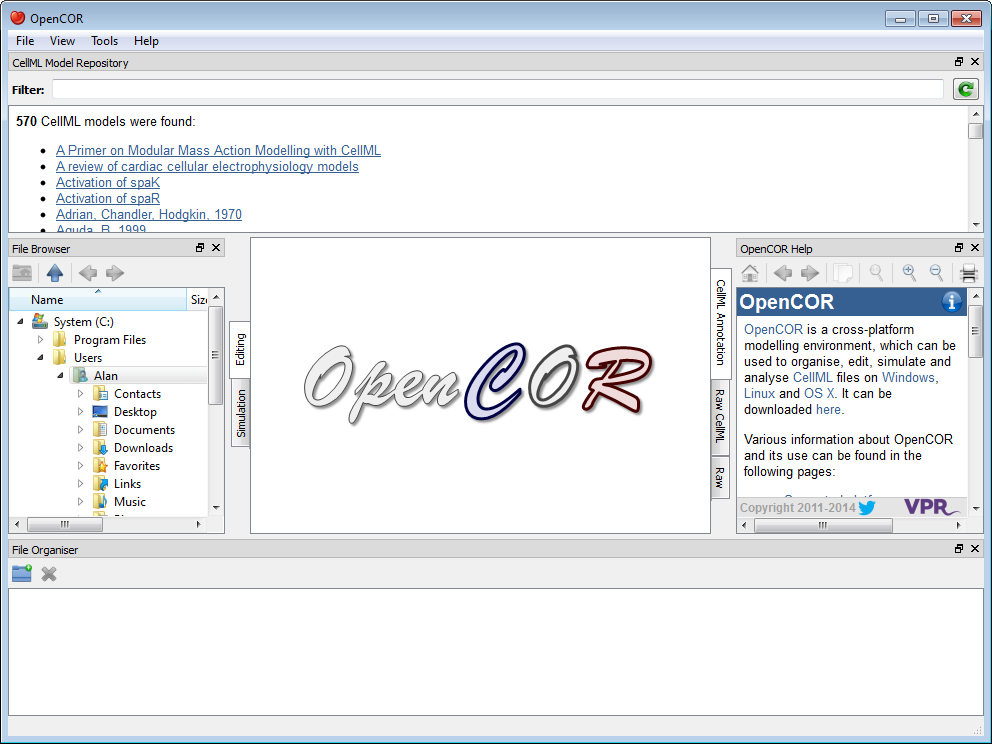 OpenCOR
File View Tools Help
CellML Model Repository
Filter:
570 CellML models were found:
A Primer on Modular Mass Action Modelling with CellML
A review of cardiac cellular electrophysiology models
Activation of spaK
Activation of spaR
Adrian, Chandler, Hodgkin, 1970
Aguda, B, 1999
File Browser
Name Size
System (C:)
Program Files
Users
Alan
Contacts
Desktop
Documents
Downloads
Favorites
Links
Music
Editing
Simulation
OpenCOR
CellML Annotation
Raw CellML
Raw
OpenCOR Help
OpenCOR
OpenCOR is a cross-platform
modelling environment, which can be
used to organise, edit, simulate and
analyse CellML files on Windows,
Linux and OS X. It can be
downloaded here.
Various information about OpenCOR
and its use can be found in the
following pages:
Copyright 2011-2014 VPR
File Organiser